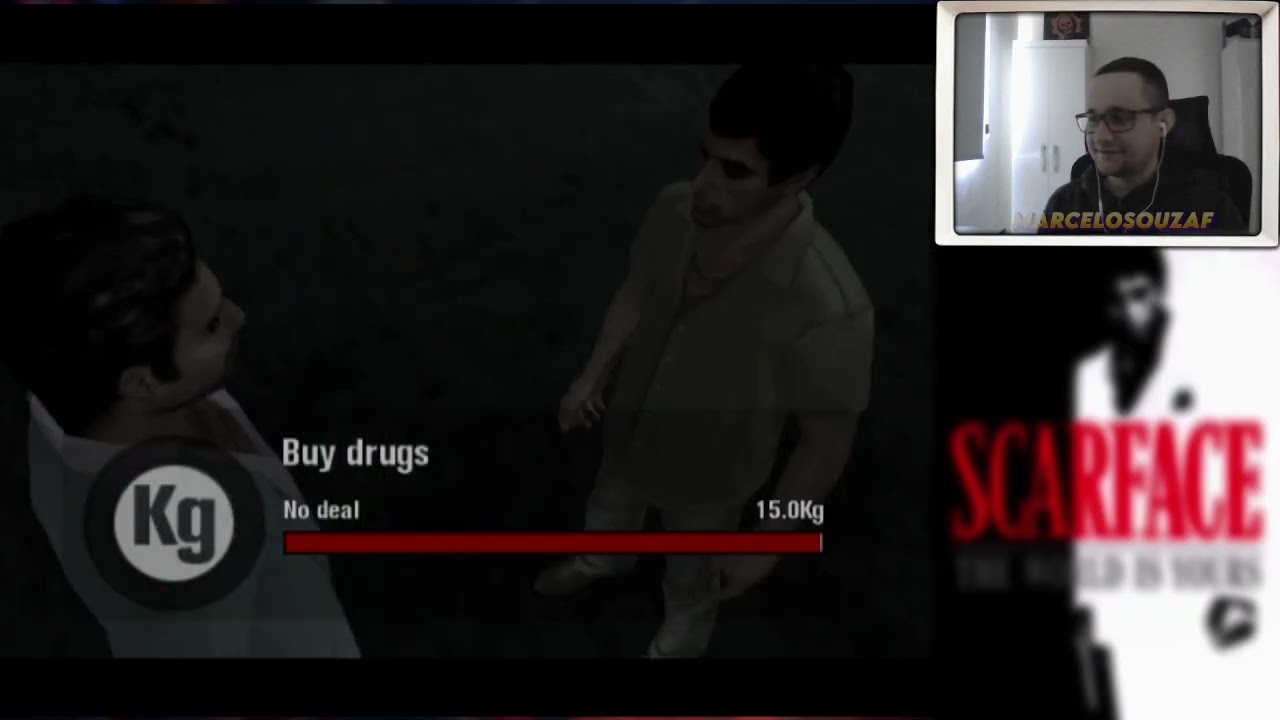 MARCELOSOUZAF
Buy drugs
No deal
15.0Kg
Kg
SCARFACE
THE WORLD IS YOURS